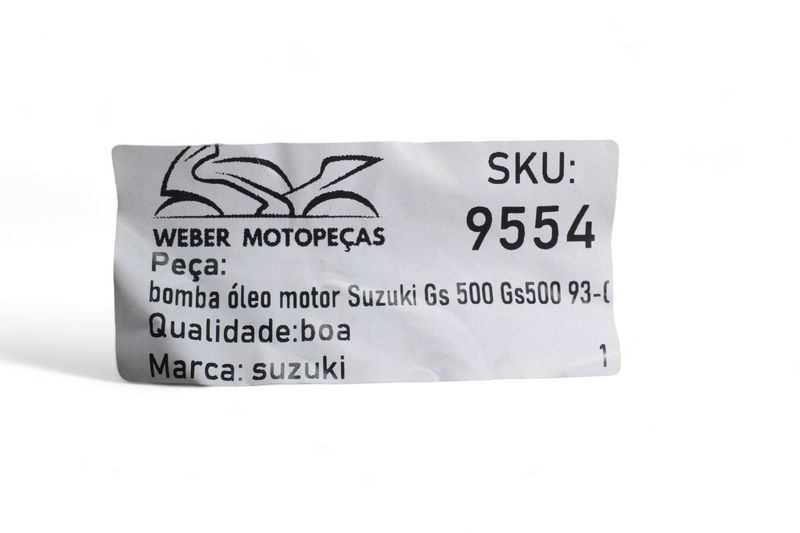 WEBER MOTOPEÇAS
SKU:
9554
Peça:
bomba óleo motor Suzuki Gs 500 Gs500 93-
Qualidade:boa
Marca: suzuki
1